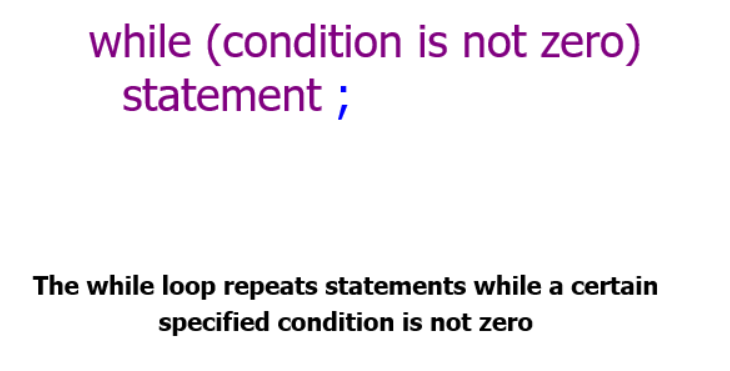 while (condition is not zero)
statement ;
The while loop repeats statements while a certain
specified condition is not zero